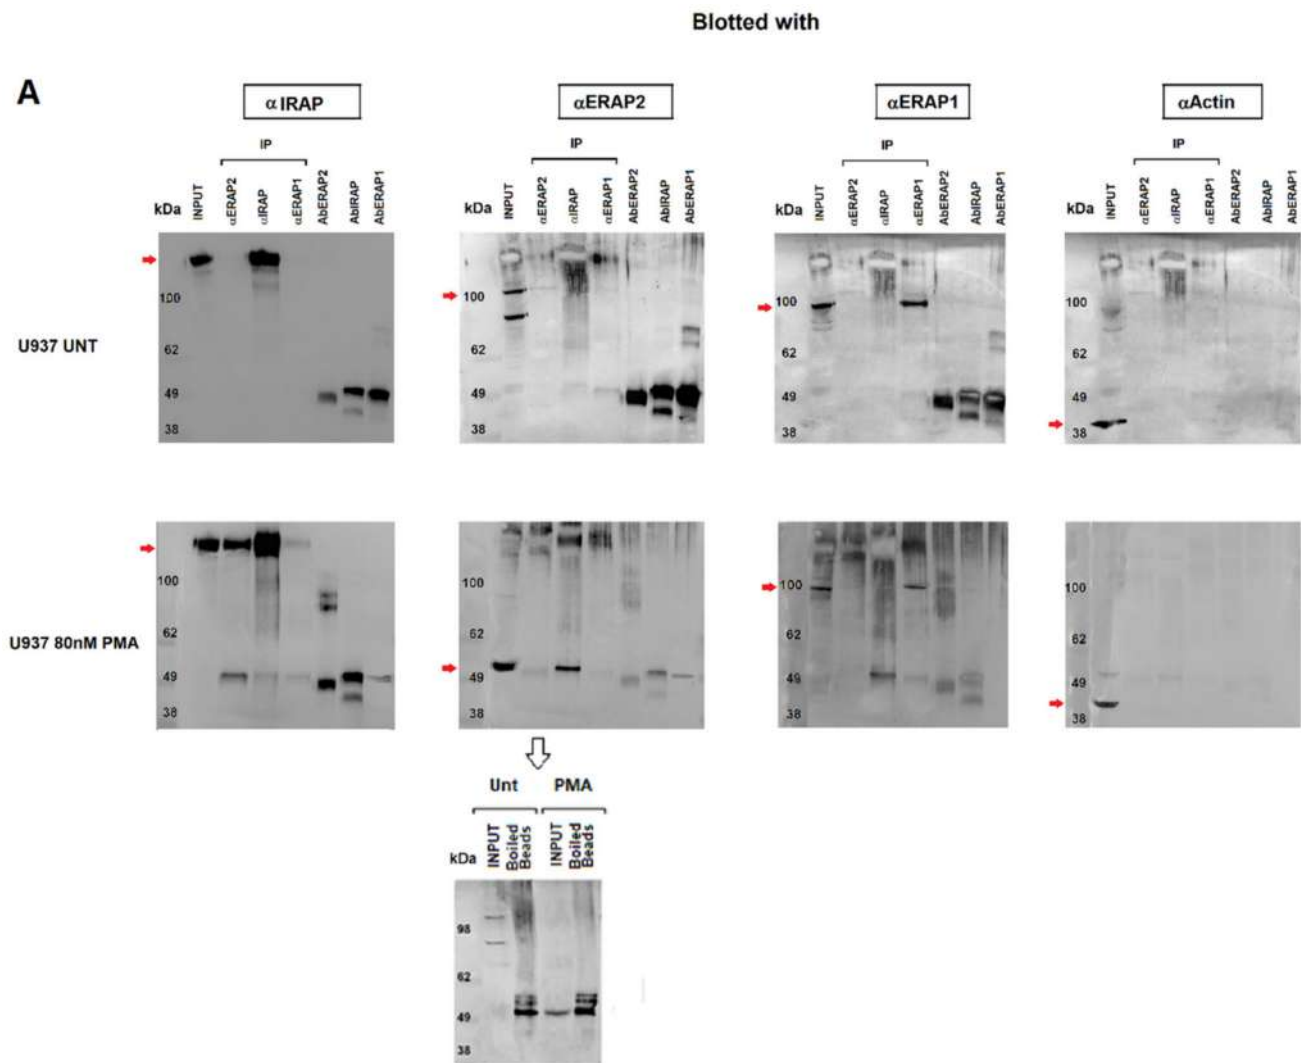 Blotted with
A
α IRAP
αERAP2
αERAP1
αActin
IP
IP
IP
IP
kDa
INPUT
αERAP2
αIRAP
αERAP1
AbERAP2
AbIRAP
AbERAP1
kDa
INPUT
αERAP2
αIRAP
αERAP1
AbERAP2
AbIRAP
AbERAP1
kDa
INPUT
αERAP2
αIRAP
αERAP1
AbERAP2
AbIRAP
AbERAP1
kDa
INPUT
αERAP2
αIRAP
αERAP1
AbERAP2
AbIRAP
AbERAP1
U937 UNT
100
62
49
38
100
62
49
38
100
62
49
38
100
62
49
38
U937 80nM PMA
100
62
49
38
100
62
49
38
100
62
49
38
100
62
49
38
Unt
PMA
kDa
INPUT
Boiled
Beads
INPUT
Boiled
Beads
98
62
49
38